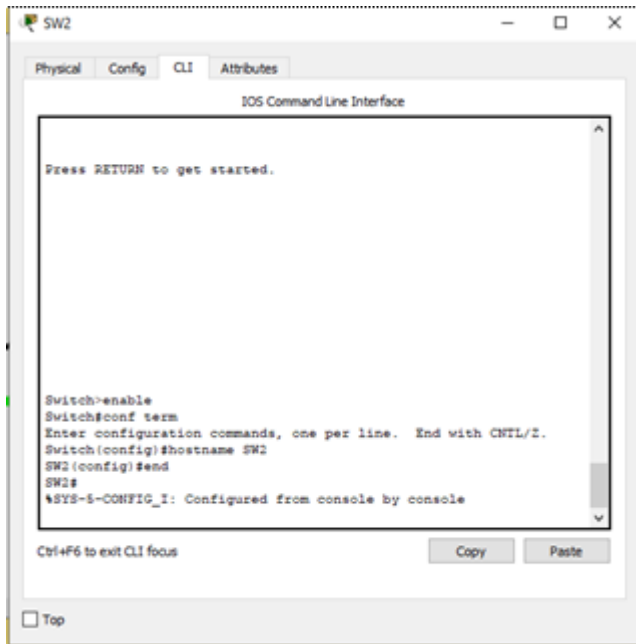 SW2
Physical Config CLI Attributes
IOS Command Line Interface
Press RETURN to get started.
Switch>enable
Switch#conf term
Enter configuration commands, one per line.  End with CNTL/Z.
Switch(config)#hostname SW2
SW2(config)#end
SW2#
%SYS-5-CONFIG_I: Configured from console by console
Ctrl+F6 to exit CLI focus
Copy Paste
Top